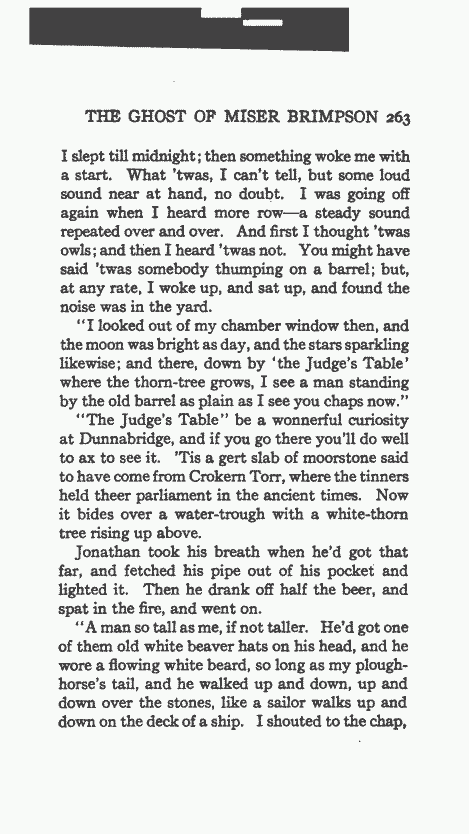 THE GHOST OF MISER BRIMPSON 263
I slept till midnight; then something woke me with
a start. What 'twas, I can't tell, but some loud
sound near at hand, no doubt. I was going off
again when I heard more row—a steady sound
repeated over and over. And first I thought 'twas
owls; and then I heard 'twas not. You might have
said 'twas somebody thumping on a barrel; but,
at any rate, I woke up, and sat up, and found the
noise was in the yard.
"I looked out of my chamber window then, and
the moon was bright as day, and the stars sparkling
likewise; and there, down by 'the Judge's Table'
where the thorn-tree grows, I see a man standing
by the old barrel as plain as I see you chaps now."
"The Judge's Table" be a wonnerful curiosity
at Dunnabridge, and if you go there you'll do well
to ax to see it. 'Tis a gert slab of moorstone said
to have come from Crokern Torr, where the tinners
held theer parliament in the ancient times. Now
it bides over a water-trough with a white-thorn
tree rising up above.
Jonathan took his breath when he'd got that
far, and fetched his pipe out of his pocket and
lighted it. Then he drank off half the beer, and
spat in the fire, and went on.
"A man so tall as me, if not taller. He'd got one
of them old white beaver hats on his head, and he
wore a flowing white beard, so long as my plough-
horse's tail, and he walked up and down, up and
down over the stones, like a sailor walks up and
down on the deck of a ship. I shouted to the chap,